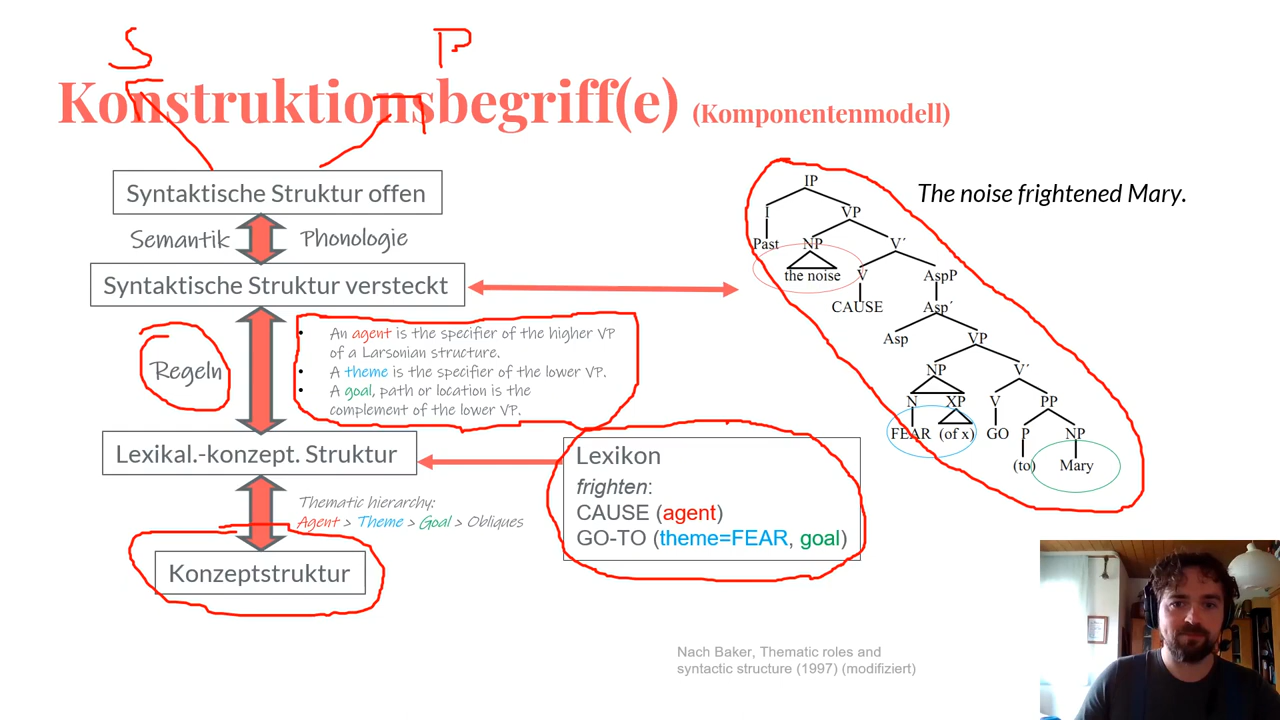 S P
Konstruktionsbegriff(e) (Komponentenmodell)
Syntaktische Struktur offen
Semantik Phonologie
Syntaktische Struktur versteckt
Regeln
• An agent is the specifier of the higher VP
of a Larsonian structure.
• A theme is the specifier of the lower VP.
• A goal, path or location is the
complement of the lower VP.
Lexikal.-konzept. Struktur
Thematic hierarchy:
Agent > Theme > Goal > Obliques
Konzeptstruktur
Lexikon
frighten:
CAUSE (agent)
GO-TO (theme=FEAR, goal)
The noise frightened Mary.
IP
I VP
Past NP V´
the noise V AspP
CAUSE Asp´
Asp VP
NP V´
N XP V PP
FEAR (of x) GO P NP
(to) Mary
Nach Baker, Thematic roles and
syntactic structure (1997) (modifiziert)